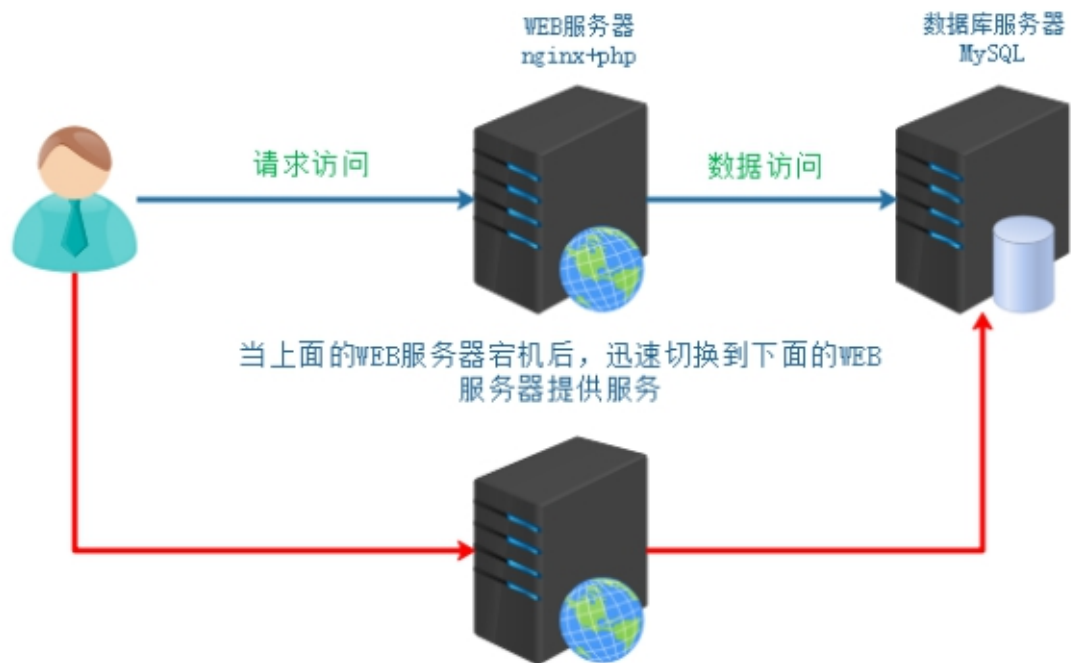 WEB服务器
nginx+php
数据库服务器
MySQL
请求访问
数据访问
当上面的WEB服务器宕机后，迅速切换到下面的WEB
服务器提供服务